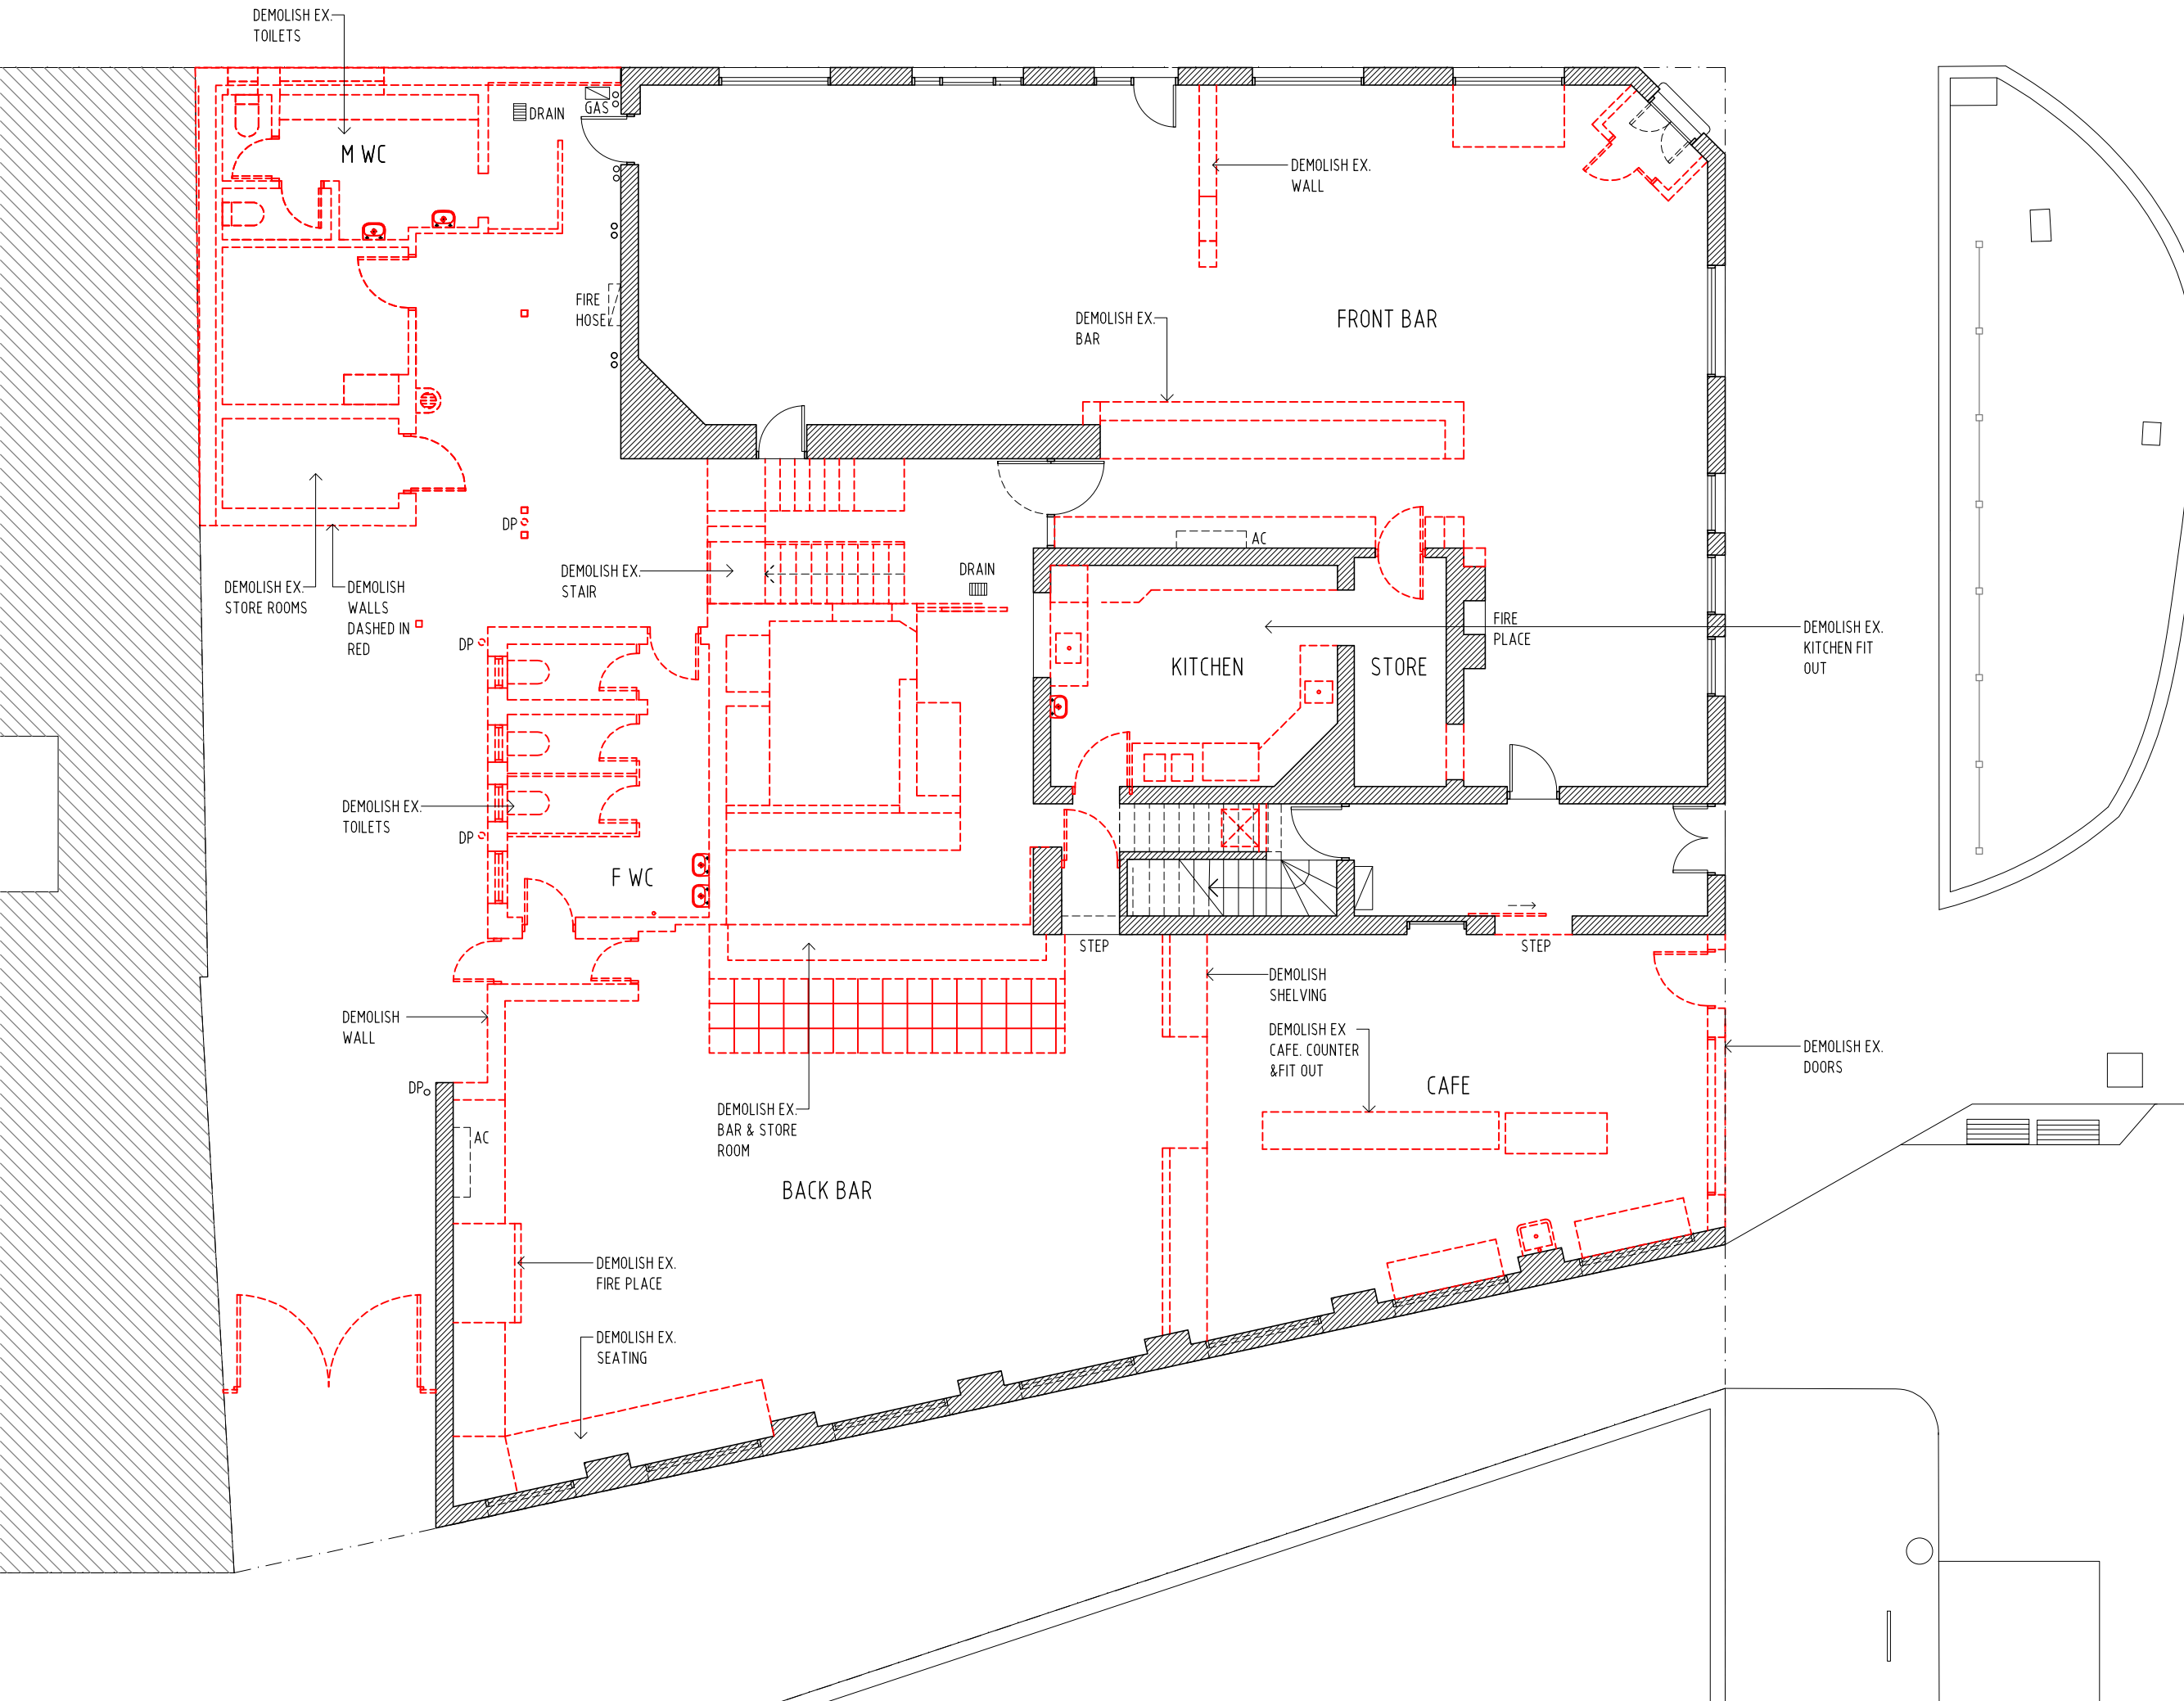 DEMOLISH EX.
TOILETS
DRAIN
GAS
M WC
DEMOLISH EX.
WALL
FIRE
HOSE
DEMOLISH EX.
BAR
FRONT BAR
DP
AC
DEMOLISH EX.
STAIR
DRAIN
DEMOLISH EX.
STORE ROOMS
DEMOLISH
WALLS
DASHED IN
RED
FIRE
PLACE
DEMOLISH EX.
KITCHEN FIT
OUT
DP
KITCHEN
STORE
DEMOLISH EX.
TOILETS
DP
F WC
STEP
STEP
DEMOLISH
SHELVING
DEMOLISH
WALL
DEMOLISH EX
CAFE. COUNTER
&FIT OUT
DEMOLISH EX.
DOORS
DP
CAFE
DEMOLISH EX.
BAR & STORE
ROOM
AC
BACK BAR
DEMOLISH EX.
FIRE PLACE
DEMOLISH EX.
SEATING